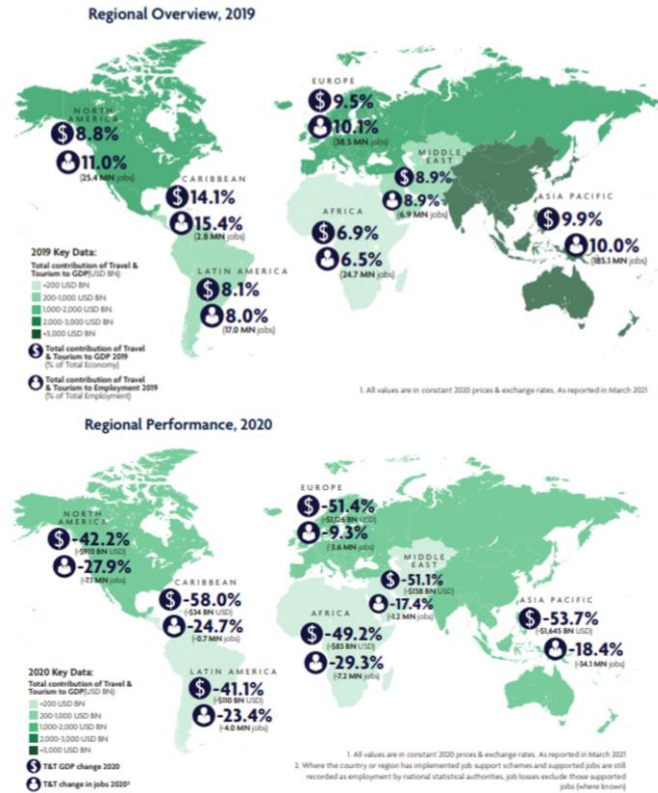 Regional Overview, 2019
NORTH
AMERICA
8.8%
11.0%
(25.4 MN jobs)
CARIBBEAN
14.1%
15.4%
(2.8 MN jobs)
LATIN AMERICA
8.1%
8.0%
(17.0 MN jobs)
EUROPE
9.5%
10.1%
(38.5 MN jobs)
MIDDLE
EAST
8.9%
8.9%
(6.9 MN jobs)
AFRICA
6.9%
6.5%
(24.7 MN jobs)
ASIA PACIFIC
9.9%
10.0%
(185.1 MN jobs)
2019 Key Data:
Total contribution of Travel &
Tourism to GDP(USD BN):
<200 USD BN
200-1,000 USD BN
1,000-2,000 USD BN
2,000-3,000 USD BN
>3,000 USD BN
Total contribution of Travel
& Tourism to GDP 2019
(% of Total Economy)
Total contribution of Travel
& Tourism to Employment 2019
(% of Total Employment)
1. All values are in constant 2020 prices & exchange rates. As reported in March 2021
Regional Performance, 2020
NORTH
AMERICA
-42.2%
(-$910 BN USD)
-27.9%
(-7.1 MN jobs)
CARIBBEAN
-58.0%
(-$34 BN USD)
-24.7%
(-0.7 MN jobs)
LATIN AMERICA
-41.1%
(-$110 BN USD)
-23.4%
(-4.0 MN jobs)
EUROPE
-51.4%
(-$1,126 BN USD)
-9.3%
(-3.6 MN jobs)
MIDDLE
EAST
-51.1%
(-$138 BN USD)
-17.4%
(-1.2 MN jobs)
AFRICA
-49.2%
(-$83 BN USD)
-29.3%
(-7.2 MN jobs)
ASIA PACIFIC
-53.7%
(-$1,645 BN USD)
-18.4%
(-34.1 MN jobs)
2020 Key Data:
Total contribution of Travel &
Tourism to GDP(USD BN):
<200 USD BN
200-1,000 USD BN
1,000-2,000 USD BN
2,000-3,000 USD BN
>3,000 USD BN
T&T GDP change 2020
T&T change in jobs 2020²
1. All values are in constant 2020 prices & exchange rates. As reported in March 2021
2. Where the country or region has implemented job support schemes and supported jobs are still
recorded as employment by national statistical authorities, job losses exclude those supported
jobs (where known)